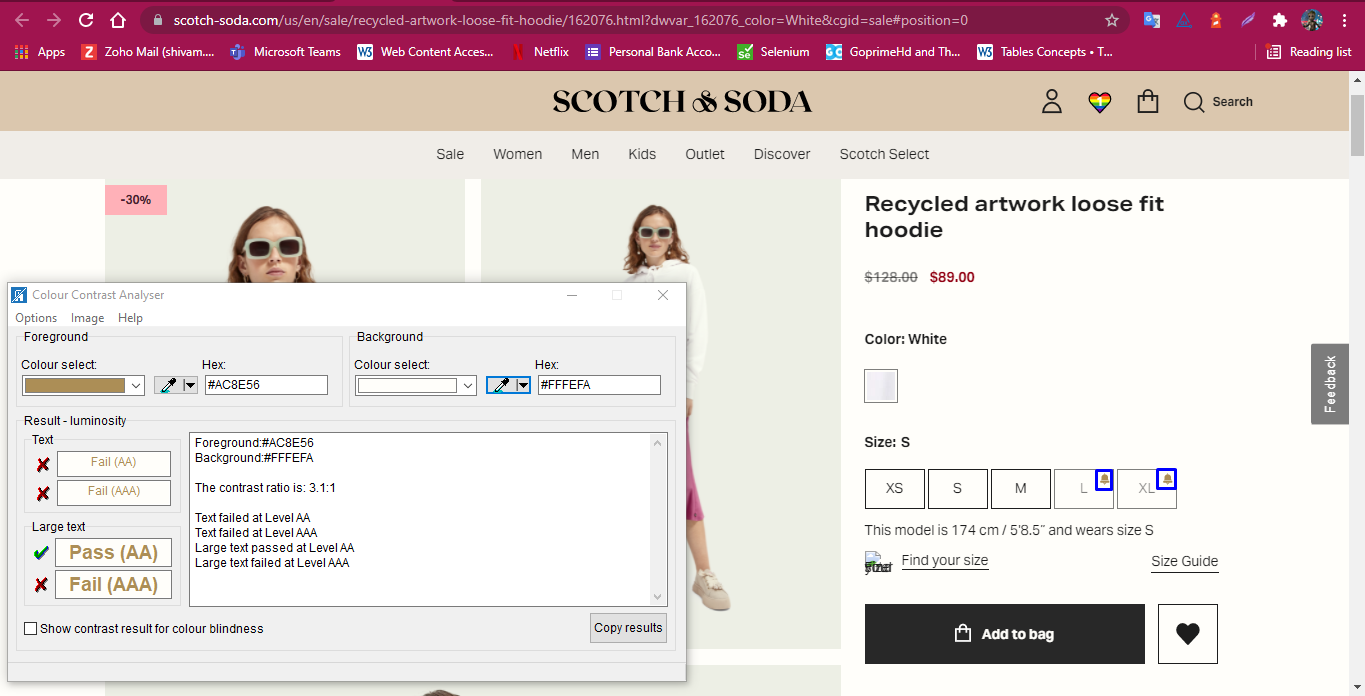 scotch-soda.com/us/en/sale/recycled-artwork-loose-fit-hoodie/162076.html?dwvar_162076_color=White&cgid=sale#position=0
Apps
Zoho Mail (shivam....
Microsoft Teams
Web Content Acces...
Netflix
Personal Bank Acco...
Selenium
GoprimeHd and Th...
Tables Concepts • T...
Reading list
SCOTCH & SODA
Search
Sale Women Men Kids Outlet Discover Scotch Select
-30%
Recycled artwork loose fit
hoodie
$128.00 $89.00
Color: White
Size: S
XS S M L XL
This model is 174 cm / 5'8.5" and wears size S
Find your size
Size Guide
Add to bag
Feedback
Colour Contrast Analyser
Options Image Help
Foreground
Colour select: Hex:
#AC8E56
Background
Colour select: Hex:
#FFFEFA
Result - luminosity
Text
Fail (AA)
Fail (AAA)
Large text
Pass (AA)
Fail (AAA)
Foreground:#AC8E56
Background:#FFFEFA
The contrast ratio is: 3.1:1
Text failed at Level AA
Text failed at Level AAA
Large text passed at Level AA
Large text failed at Level AAA
Show contrast result for colour blindness
Copy results